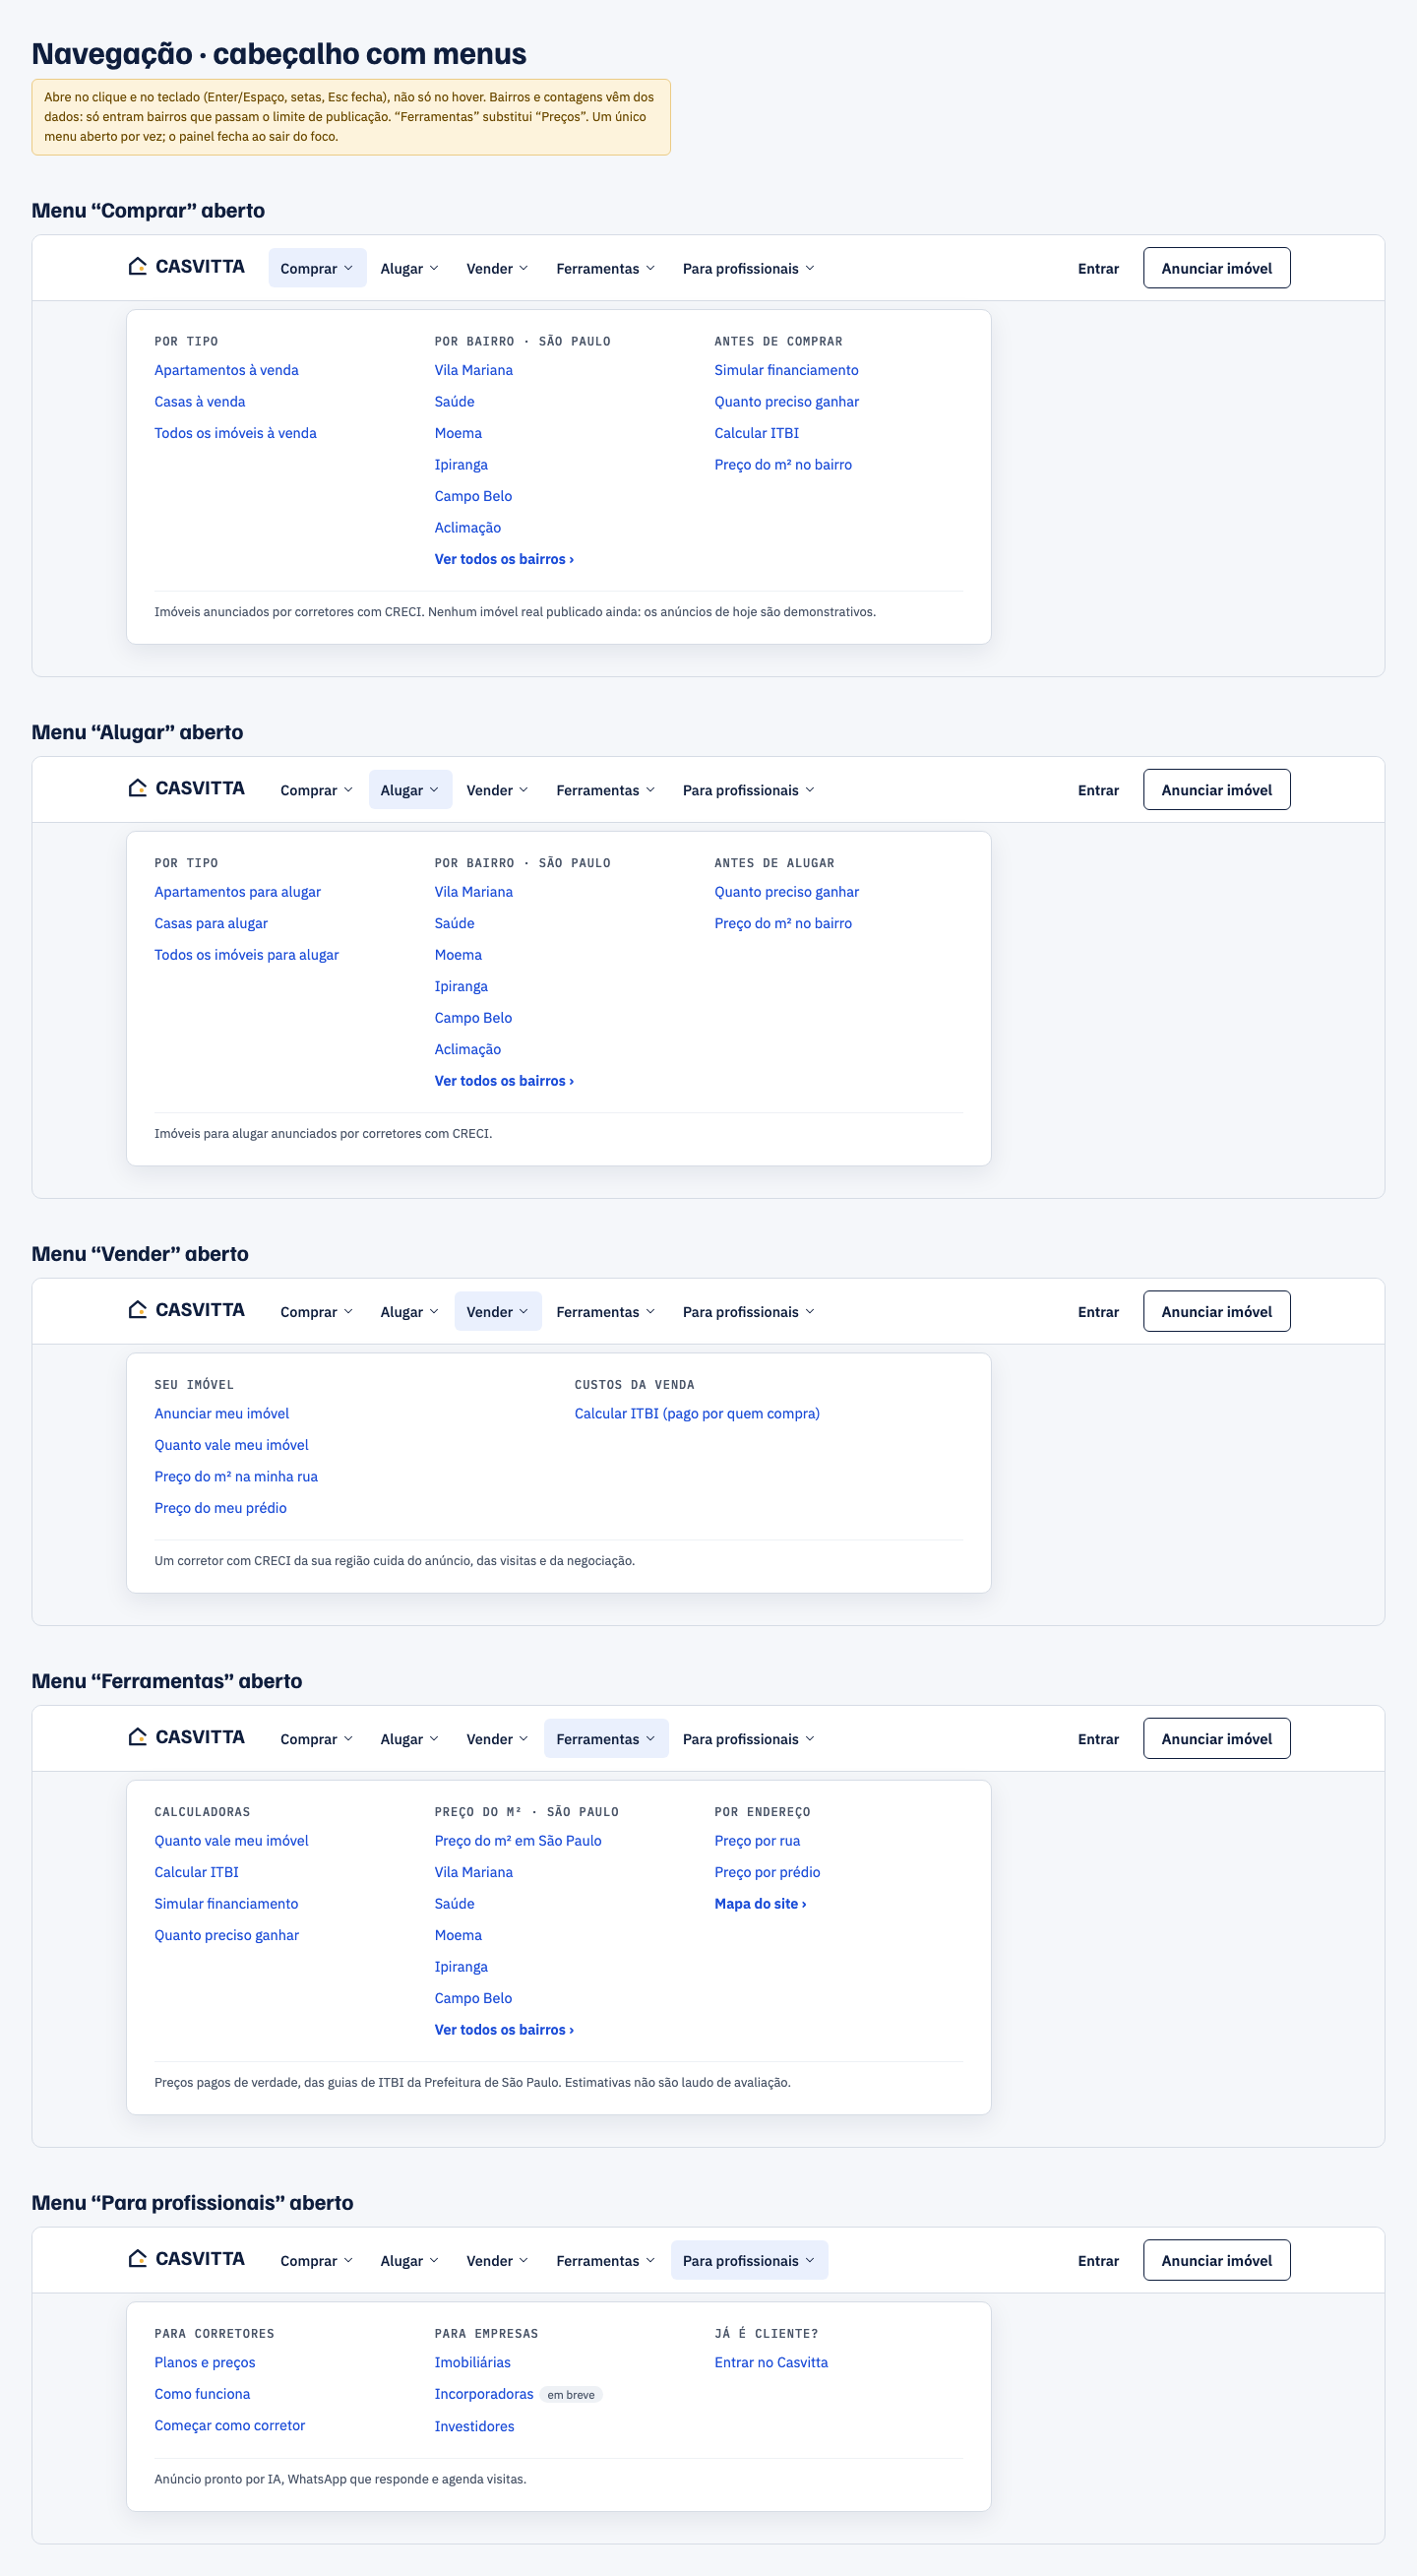 Navegação · cabeçalho com menus
Abre no clique e no teclado (Enter/Espaço, setas, Esc fecha), não só no hover. Bairros e contagens vêm dos
dados: só entram bairros que passam o limite de publicação. “Ferramentas” substitui “Preços”. Um único
menu aberto por vez; o painel fecha ao sair do foco.
Menu “Comprar” aberto
CASVITTA Comprar Alugar Vender Ferramentas Para profissionais Entrar Anunciar imóvel
POR TIPO
Apartamentos à venda
Casas à venda
Todos os imóveis à venda
POR BAIRRO · SÃO PAULO
Vila Mariana
Saúde
Moema
Ipiranga
Campo Belo
Aclimação
Ver todos os bairros ›
ANTES DE COMPRAR
Simular financiamento
Quanto preciso ganhar
Calcular ITBI
Preço do m² no bairro
Imóveis anunciados por corretores com CRECI. Nenhum imóvel real publicado ainda: os anúncios de hoje são demonstrativos.
Menu “Alugar” aberto
CASVITTA Comprar Alugar Vender Ferramentas Para profissionais Entrar Anunciar imóvel
POR TIPO
Apartamentos para alugar
Casas para alugar
Todos os imóveis para alugar
POR BAIRRO · SÃO PAULO
Vila Mariana
Saúde
Moema
Ipiranga
Campo Belo
Aclimação
Ver todos os bairros ›
ANTES DE ALUGAR
Quanto preciso ganhar
Preço do m² no bairro
Imóveis para alugar anunciados por corretores com CRECI.
Menu “Vender” aberto
CASVITTA Comprar Alugar Vender Ferramentas Para profissionais Entrar Anunciar imóvel
SEU IMÓVEL
Anunciar meu imóvel
Quanto vale meu imóvel
Preço do m² na minha rua
Preço do meu prédio
CUSTOS DA VENDA
Calcular ITBI (pago por quem compra)
Um corretor com CRECI da sua região cuida do anúncio, das visitas e da negociação.
Menu “Ferramentas” aberto
CASVITTA Comprar Alugar Vender Ferramentas Para profissionais Entrar Anunciar imóvel
CALCULADORAS
Quanto vale meu imóvel
Calcular ITBI
Simular financiamento
Quanto preciso ganhar
PREÇO DO M² · SÃO PAULO
Preço do m² em São Paulo
Vila Mariana
Saúde
Moema
Ipiranga
Campo Belo
Ver todos os bairros ›
POR ENDEREÇO
Preço por rua
Preço por prédio
Mapa do site ›
Preços pagos de verdade, das guias de ITBI da Prefeitura de São Paulo. Estimativas não são laudo de avaliação.
Menu “Para profissionais” aberto
CASVITTA Comprar Alugar Vender Ferramentas Para profissionais Entrar Anunciar imóvel
PARA CORRETORES
Planos e preços
Como funciona
Começar como corretor
PARA EMPRESAS
Imobiliárias
Incorporadoras em breve
Investidores
JÁ É CLIENTE?
Entrar no Casvitta
Anúncio pronto por IA, WhatsApp que responde e agenda visitas.